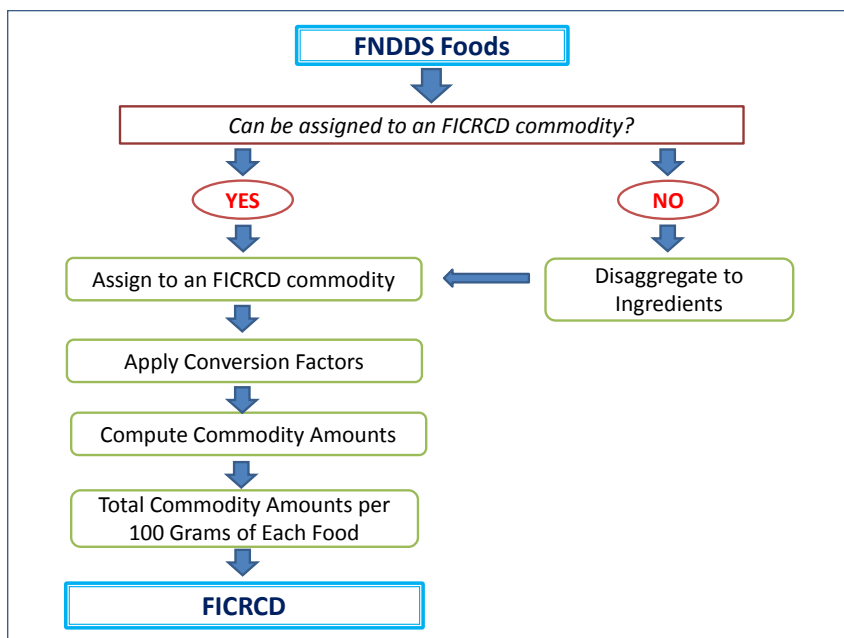 FNDDS Foods
Can be assigned to an FICRCD commodity?
YES
NO
Assign to an FICRCD commodity
Disaggregate to
Ingredients
Apply Conversion Factors
Compute Commodity Amounts
Total Commodity Amounts per
100 Grams of Each Food
FICRCD